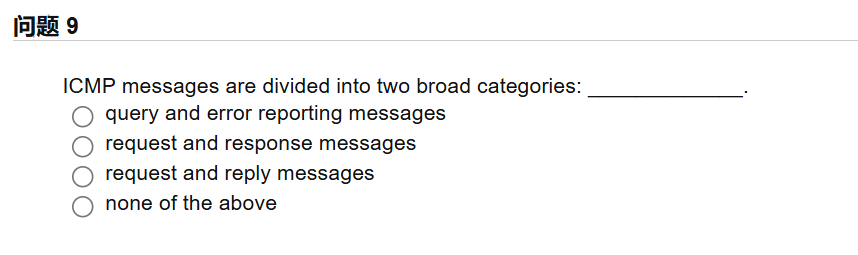 问题 9
ICMP messages are divided into two broad categories: ______________.
query and error reporting messages
request and response messages
request and reply messages
none of the above